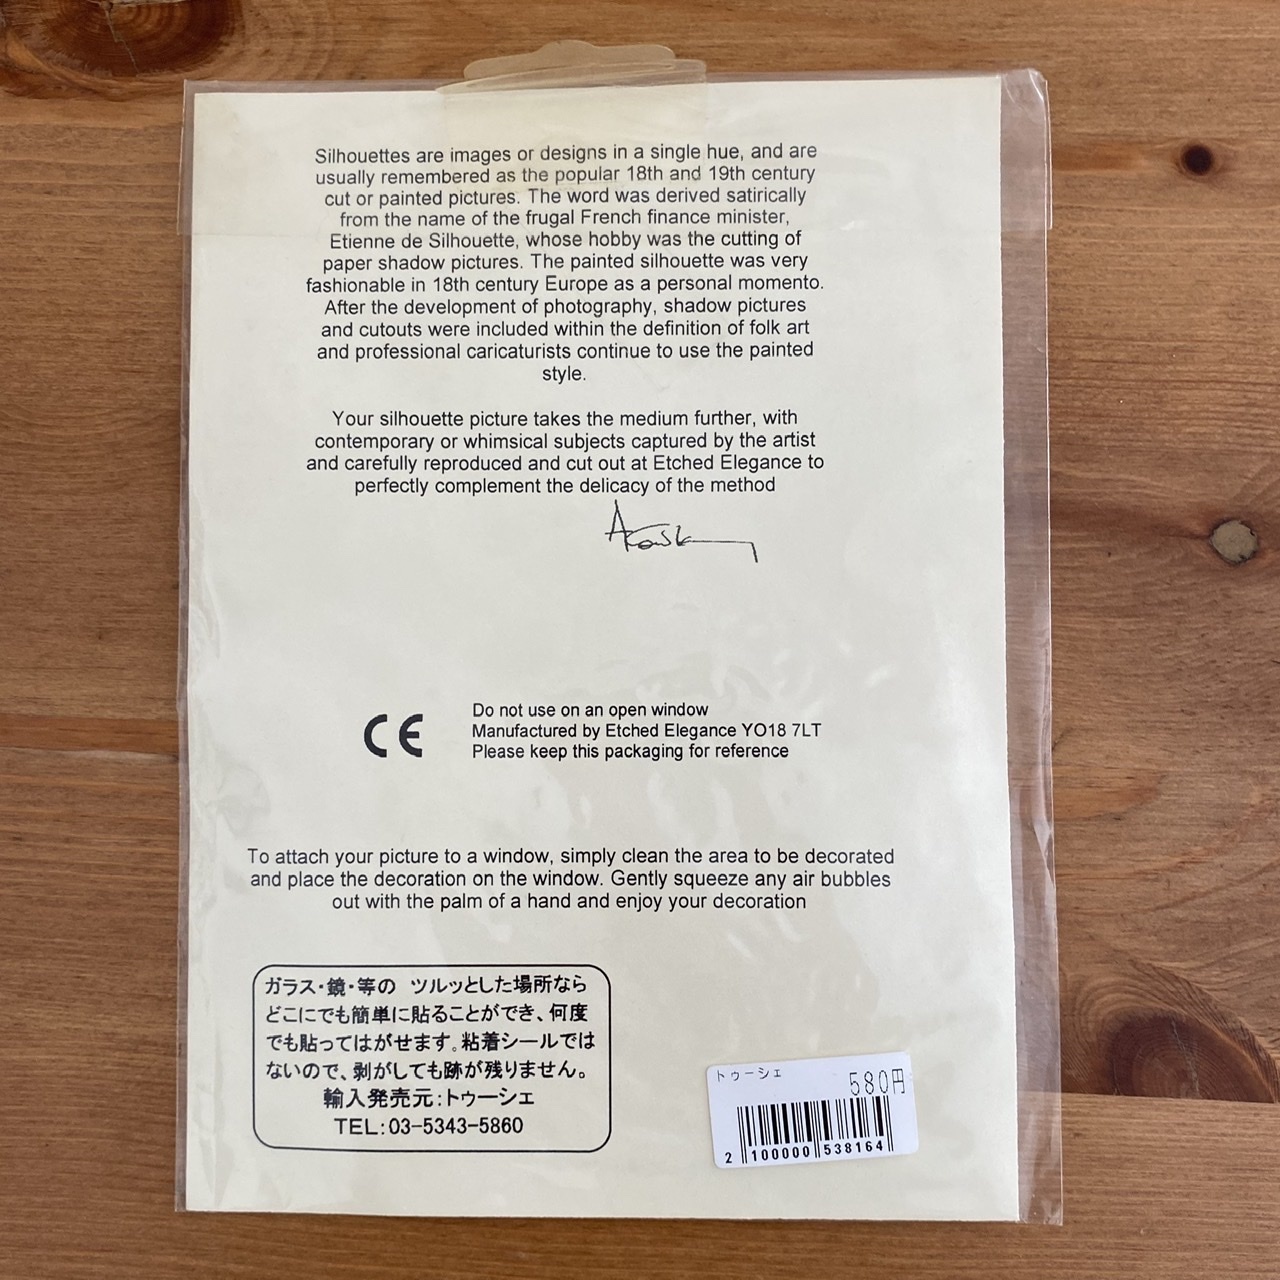 Silhouettes are images or designs in a single hue, and are
usually remembered as the popular 18th and 19th century
cut or painted pictures. The word was derived satirically
from the name of the frugal French finance minister,
Etienne de Silhouette, whose hobby was the cutting of
paper shadow pictures. The painted silhouette was very
fashionable in 18th century Europe as a personal momento.
After the development of photography, shadow pictures
and cutouts were included within the definition of folk art
and professional caricaturists continue to use the painted
style.
Your silhouette picture takes the medium further, with
contemporary or whimsical subjects captured by the artist
and carefully reproduced and cut out at Etched Elegance to
perfectly complement the delicacy of the method
CE
Do not use on an open window
Manufactured by Etched Elegance YO18 7LT
Please keep this packaging for reference
To attach your picture to a window, simply clean the area to be decorated
and place the decoration on the window. Gently squeeze any air bubbles
out with the palm of a hand and enjoy your decoration
ガラス・鏡・等の ツルッとした場所なら
どこにでも簡単に貼ることができ、何度
でも貼ってはがせます。粘着シールでは
ないので、剥がしても跡が残りません。
輸入発売元:トゥーシェ
TEL:03-5343-5860
トゥーシェ
580円
2 100000 538164